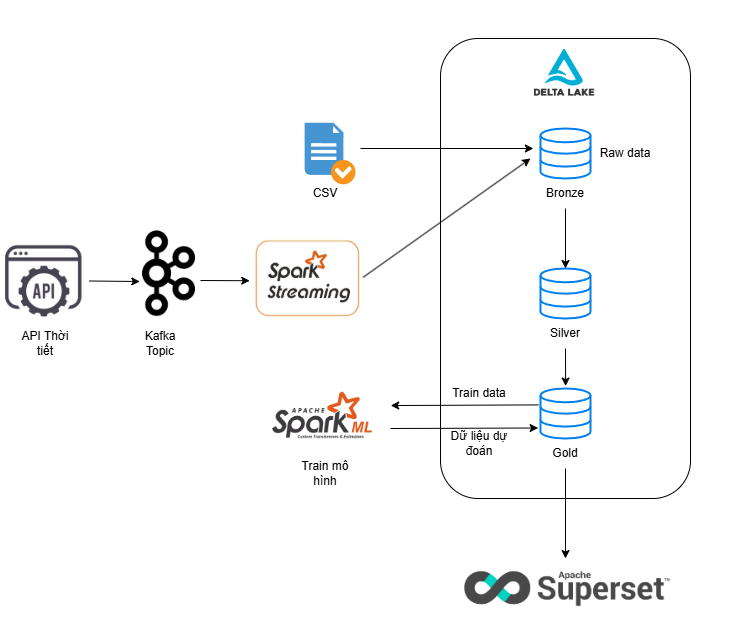 DELTA LAKE
Raw data
CSV
Bronze
API
Spark
Streaming
API Thời
tiết
Kafka
Topic
Silver
Train data
APACHE
Spark ML
Custom Transformers & Estimators
Dữ liệu dự
đoán
Gold
Train mô
hình
Apache
Superset™